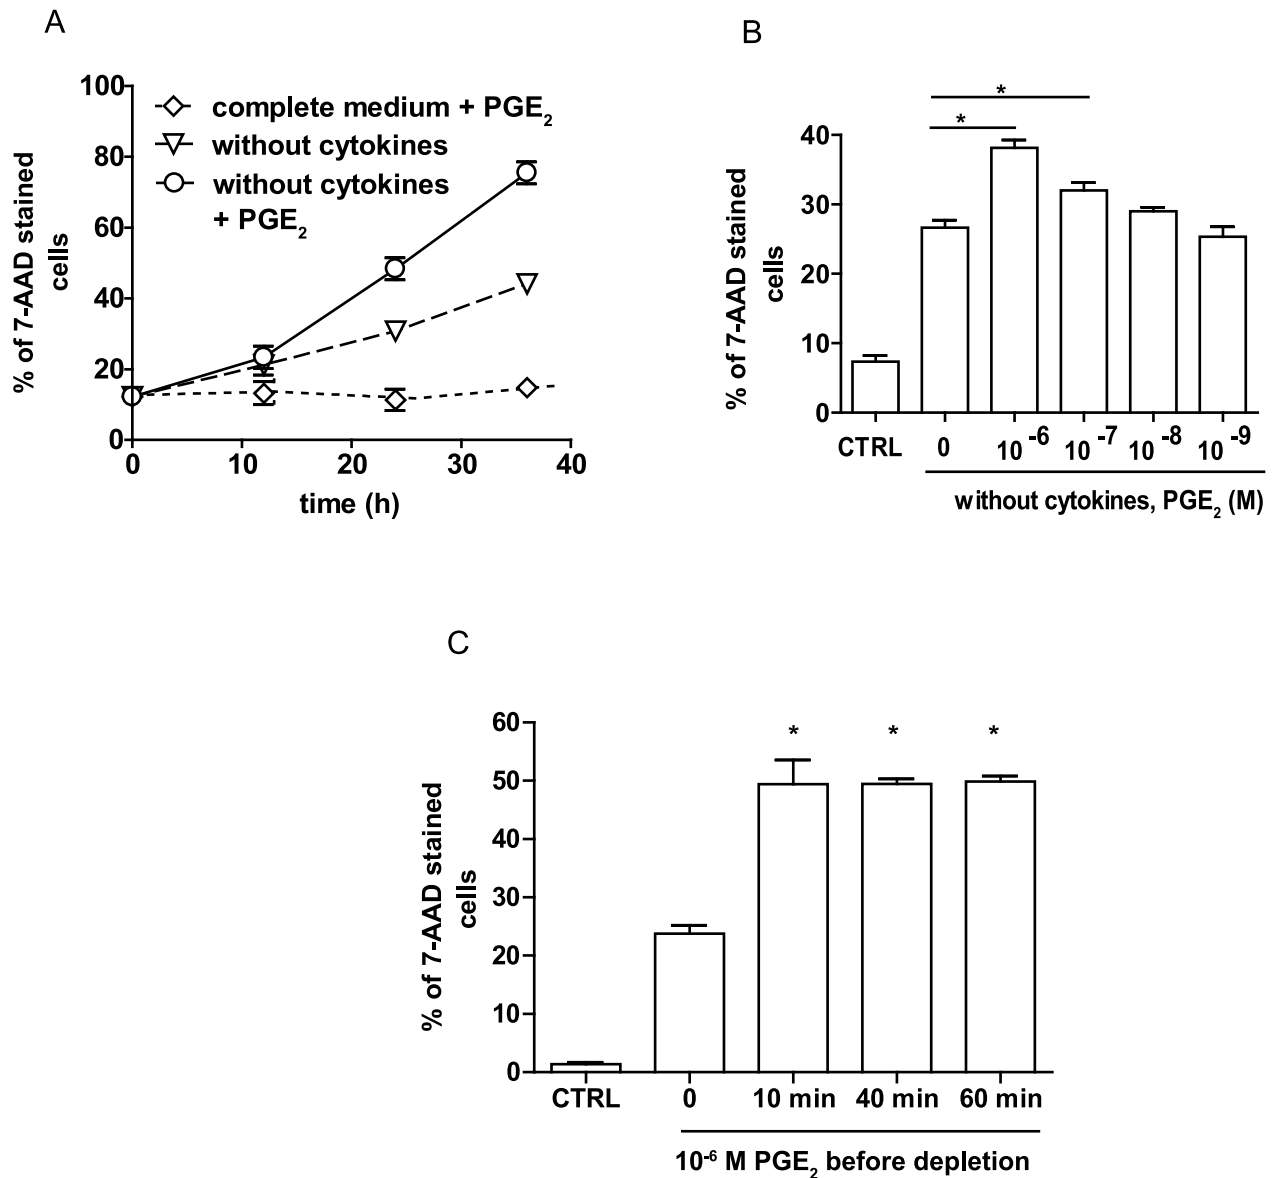 A
% of 7-AAD stained
cells
100
80
60
40
20
0
complete medium + PGE₂
without cytokines
without cytokines
+ PGE₂
0 10 20 30 40
time (h)
B
% of 7-AAD stained
cells
40
30
20
10
0
* 
*
CTRL 0 10⁻⁶ 10⁻⁷ 10⁻⁸ 10⁻⁹
without cytokines, PGE₂ (M)
C
% of 7-AAD stained
cells
60
50
40
30
20
10
0
* * *
CTRL 0 10 min 40 min 60 min
10⁻⁶ M PGE₂ before depletion